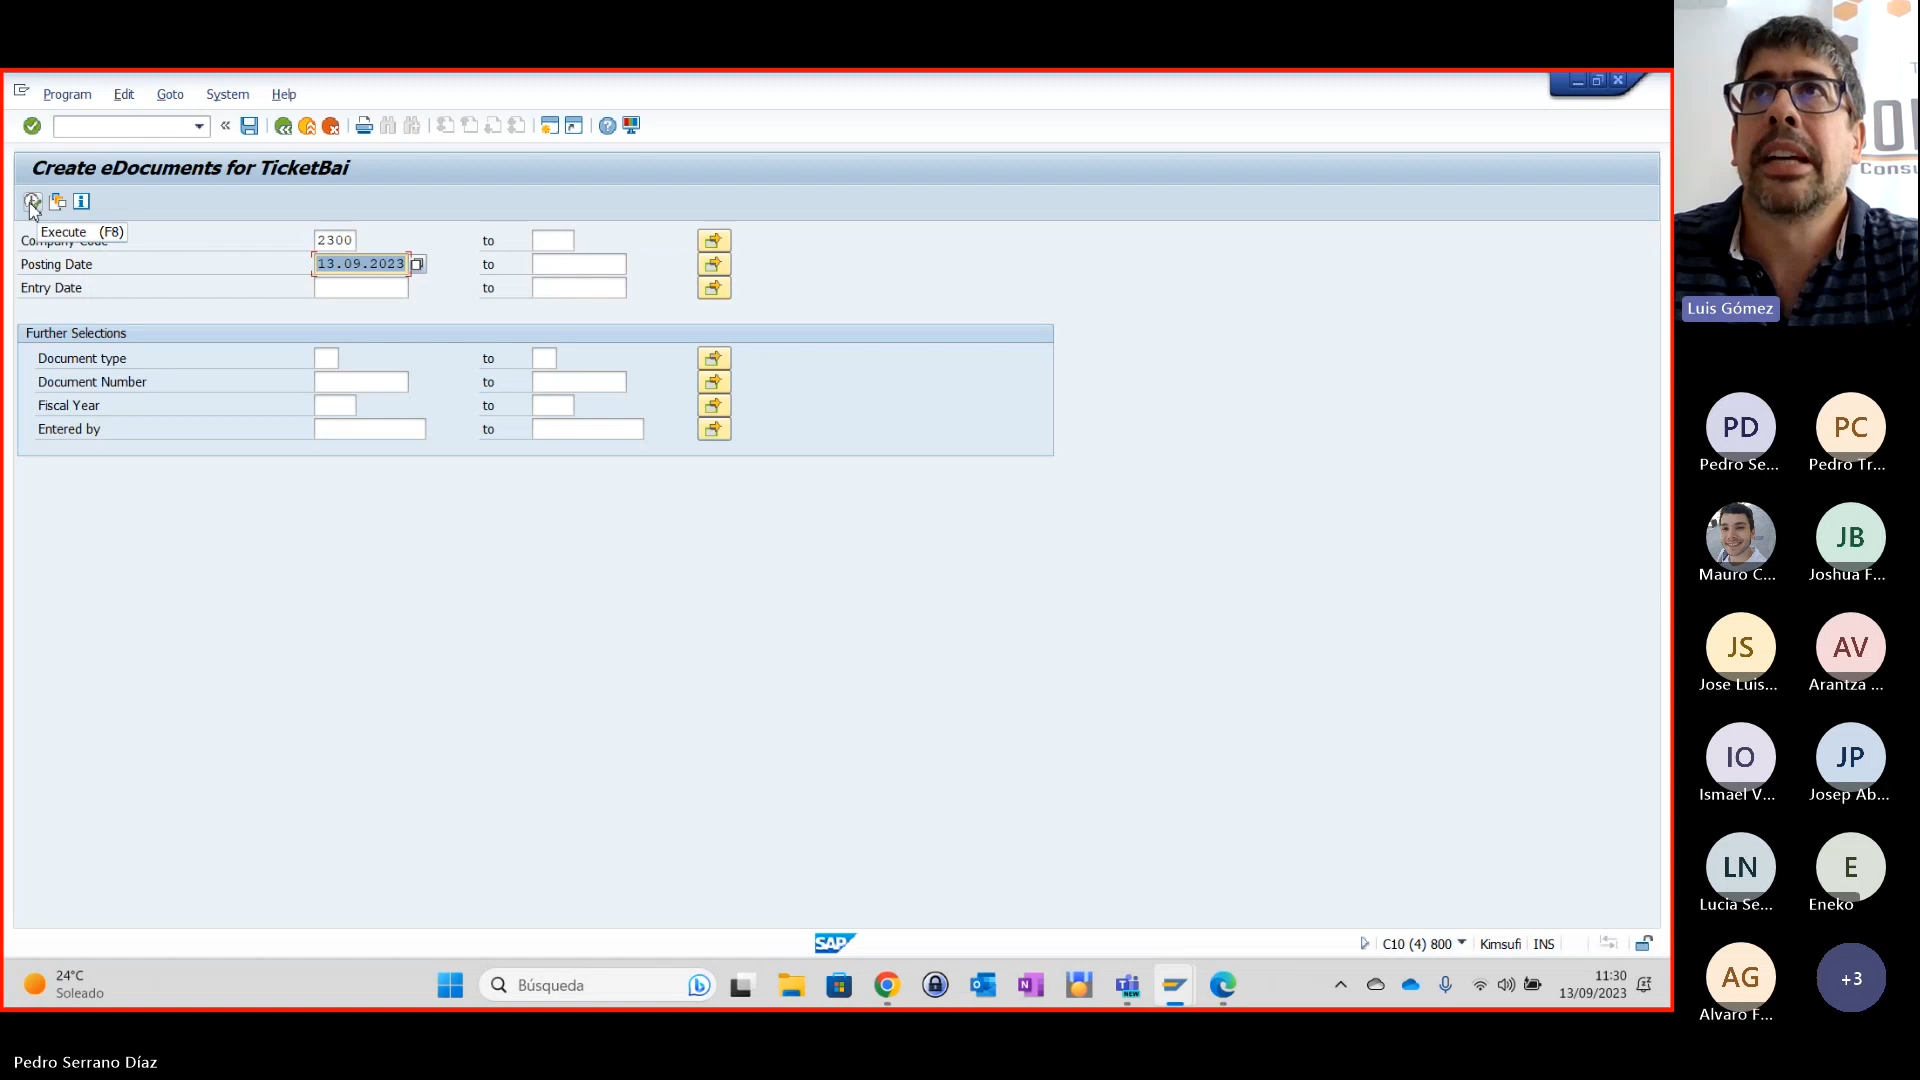 Program Edit Goto System Help
Create eDocuments for TicketBai
Execute (F8)
Company Code 2300 to
Posting Date 13.09.2023 to
Entry Date to
Further Selections
Document type to
Document Number to
Fiscal Year to
Entered by to
SAP
C10 (4) 800 Kimsufi INS
24°C
Soleado
Búsqueda
NEW
11:30
13/09/2023
Consu
Luis Gómez
PD PC
Pedro Se... Pedro Tr...
JB
Mauro C... Joshua F...
JS AV
Jose Luis... Arantza ...
IO JP
Ismael V... Josep Ab...
LN E
Lucia Se... Eneko
AG +3
Alvaro F...
Pedro Serrano Díaz